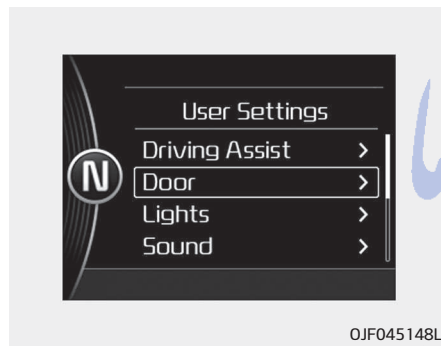 User Settings
Driving Assist >
N
Door >
Lights >
Sound >
OJF045148L